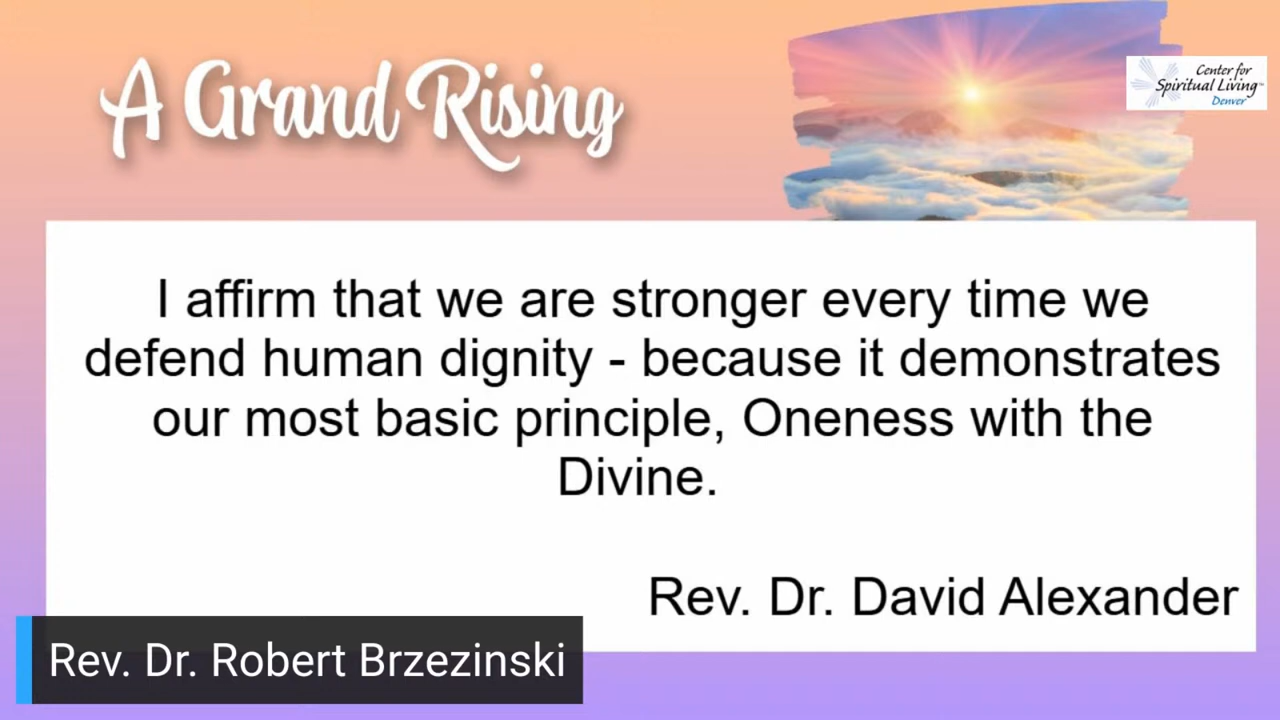 A Grand Rising
Center for
Spiritual Living™
Denver
I affirm that we are stronger every time we
defend human dignity - because it demonstrates
our most basic principle, Oneness with the
Divine.
Rev. Dr. David Alexander
Rev. Dr. Robert Brzezinski